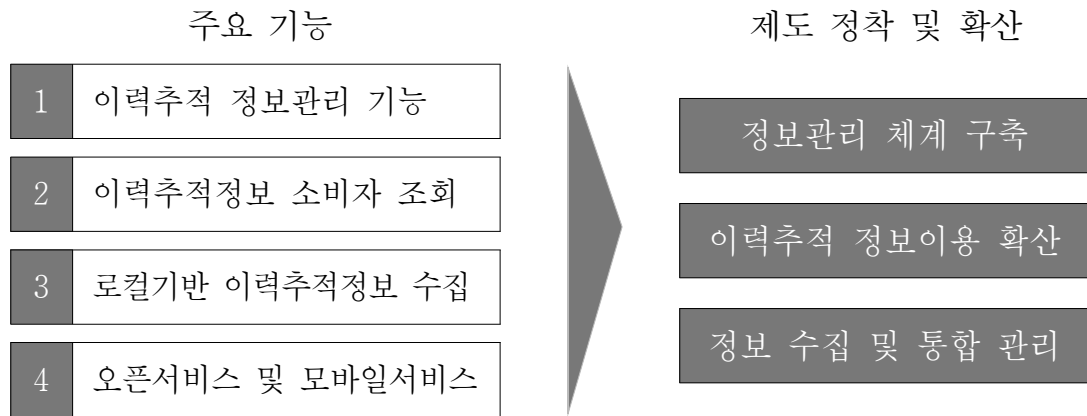 주요 기능
1 이력추적 정보관리 기능
2 이력추적정보 소비자 조회
3 로컬기반 이력추적정보 수집
4 오픈서비스 및 모바일서비스
제도 정착 및 확산
정보관리 체계 구축
이력추적 정보이용 확산
정보 수집 및 통합 관리